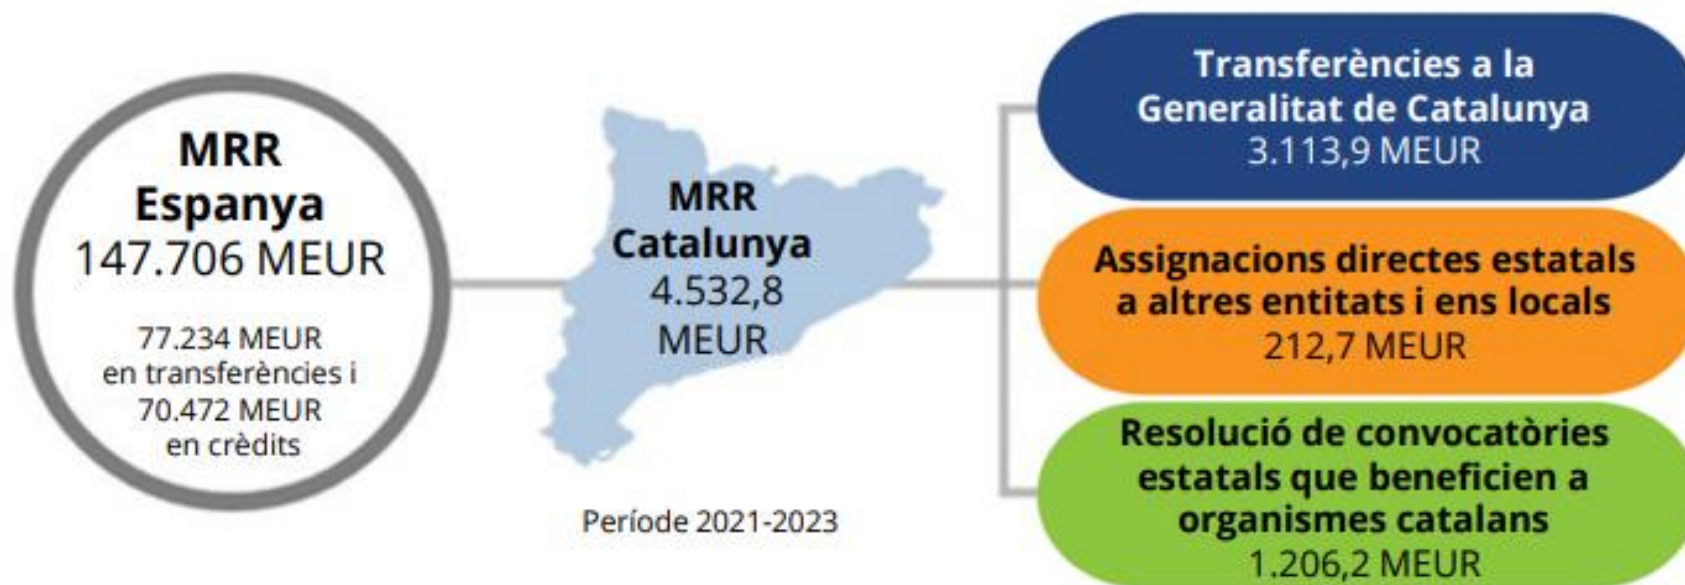 MRR
Espanya
147.706 MEUR
77.234 MEUR
en transferències i
70.472 MEUR
en crèdits
MRR
Catalunya
4.532,8
MEUR
Període 2021-2023
Transferències a la
Generalitat de Catalunya
3.113,9 MEUR
Assignacions directes estatals
a altres entitats i ens locals
212,7 MEUR
Resolució de convocatòries
estatals que beneficien a
organismes catalans
1.206,2 MEUR